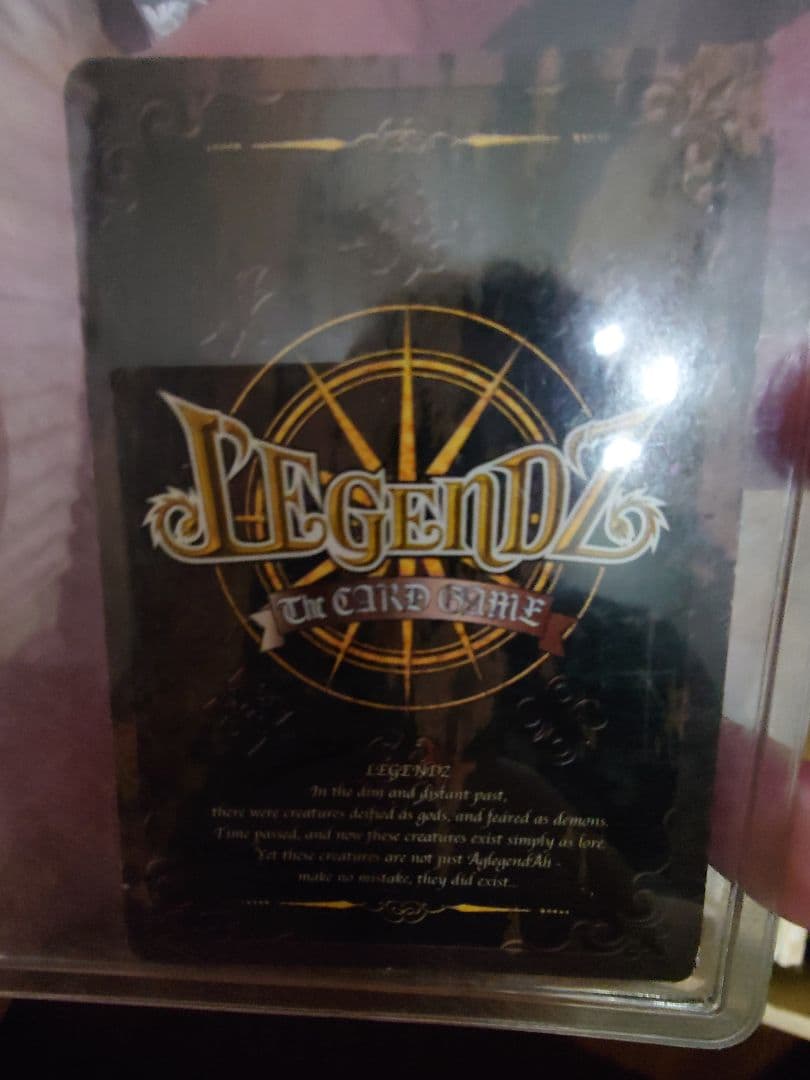 LEGENDZ
The CARD GAME
LEGENDZ
In the dim and distant past,
there were creatures deified as gods, and feared as demons.
Time passed, and now these creatures exist simply as lore.
Yet these creatures are not just ÄglegendÄh -
make no mistake, they did exist...